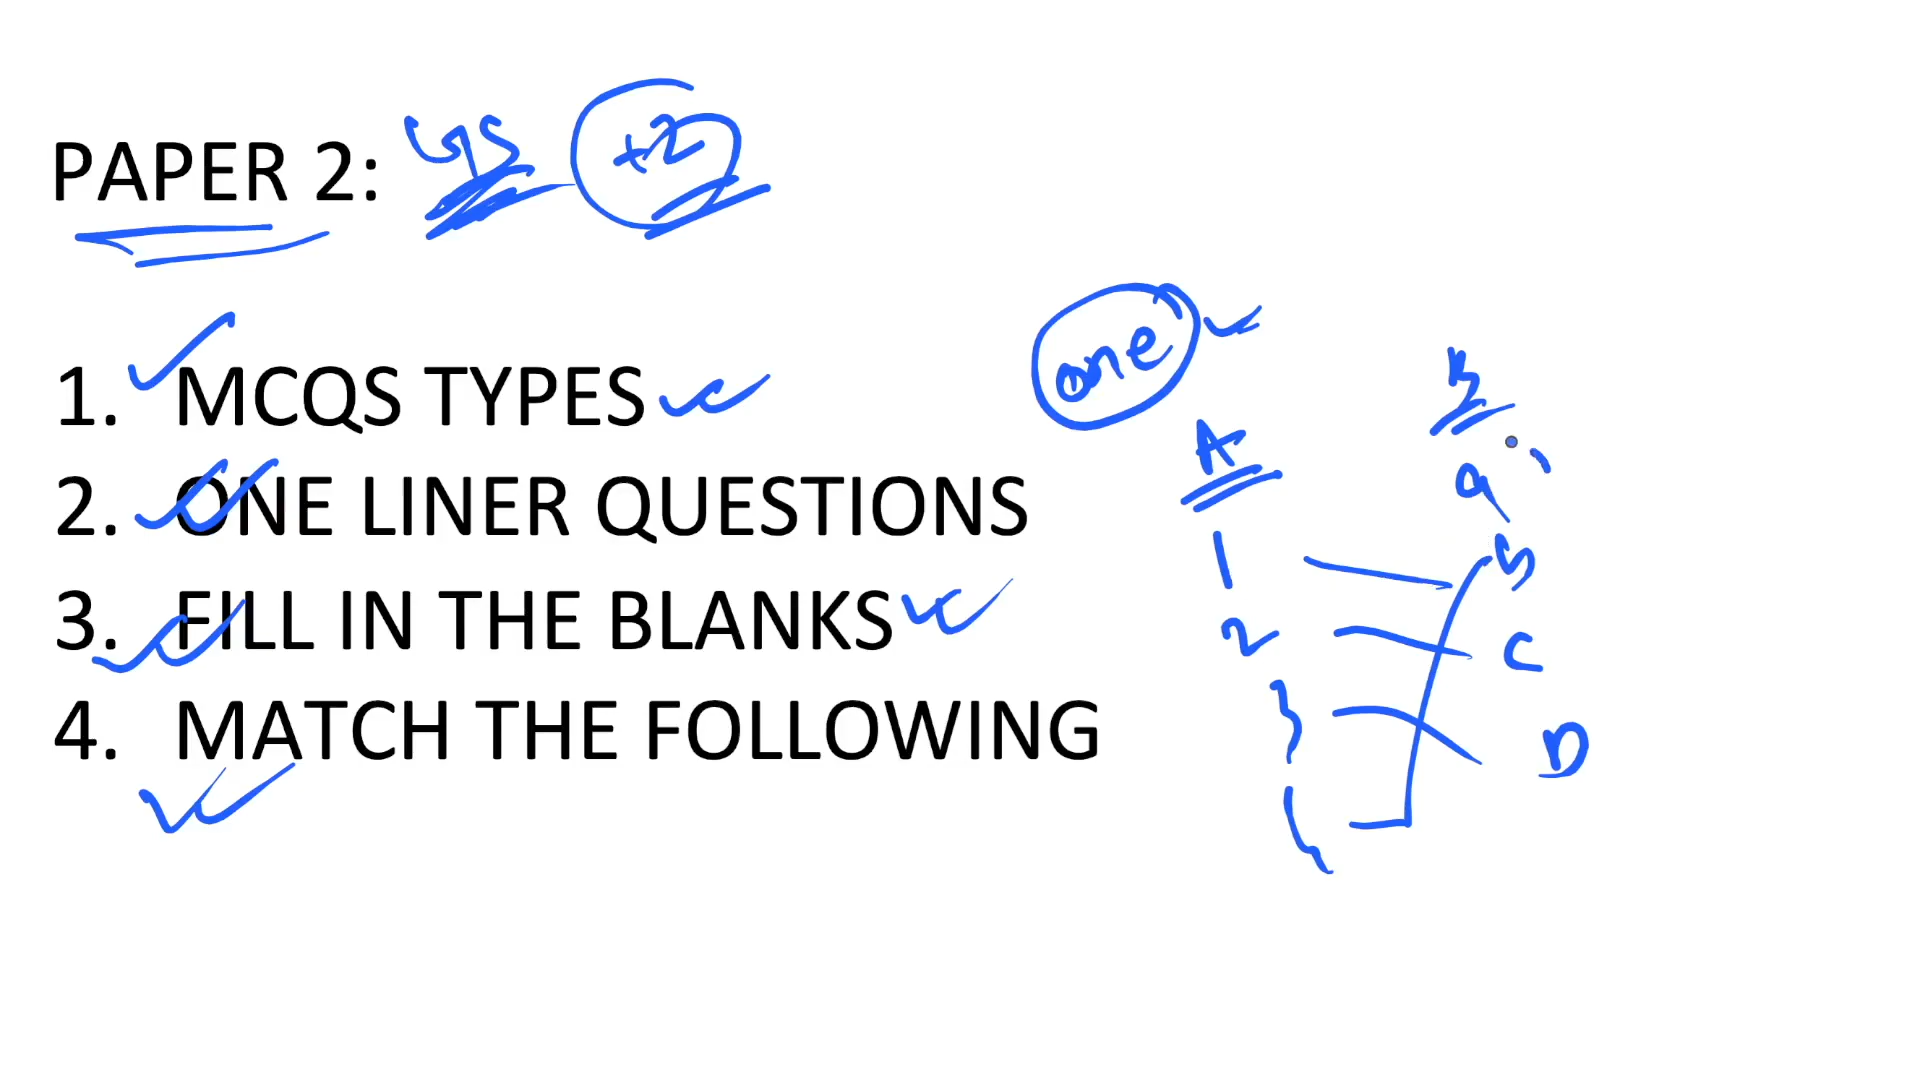 PAPER 2: +2
1. MCQS TYPES
2. ONE LINER QUESTIONS
3. FILL IN THE BLANKS
4. MATCH THE FOLLOWING
one
A B
a
1 b
2 c
3 D